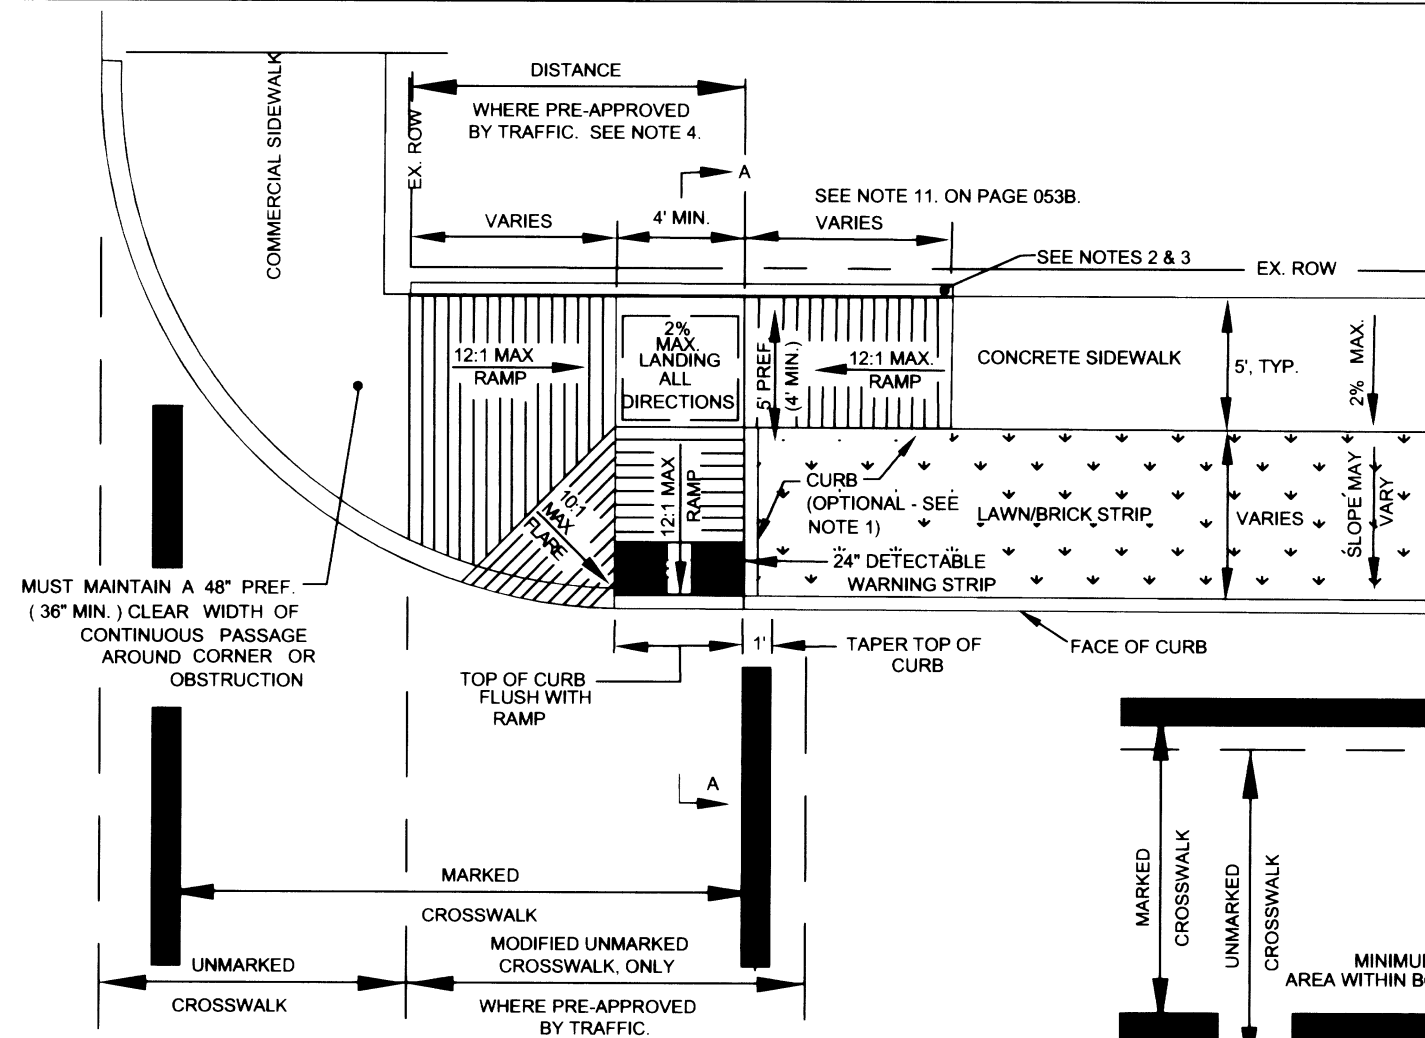 DISTANCE
WHERE PRE-APPROVED
BY TRAFFIC. SEE NOTE 4.
COMMERCIAL SIDEWALK
EX. ROW
A
SEE NOTE 11. ON PAGE 053B.
VARIES
4' MIN.
VARIES
SEE NOTES 2 & 3
EX. ROW
12:1 MAX
RAMP
2%
MAX.
LANDING
ALL
DIRECTIONS
5' PREF
(4' MIN.)
12:1 MAX.
RAMP
CONCRETE SIDEWALK
5', TYP.
2% MAX.
10:1
MAX
FLARE
12:1 MAX
RAMP
CURB
(OPTIONAL - SEE
NOTE 1)
LAWN/BRICK STRIP
VARIES
SLOPE MAY
VARY
24" DETECTABLE
WARNING STRIP
MUST MAINTAIN A 48" PREF.
( 36" MIN. ) CLEAR WIDTH OF
CONTINUOUS PASSAGE
AROUND CORNER OR
OBSTRUCTION
1'
TAPER TOP OF
CURB
FACE OF CURB
TOP OF CURB
FLUSH WITH
RAMP
A
MARKED
CROSSWALK
MODIFIED UNMARKED
CROSSWALK, ONLY
WHERE PRE-APPROVED
BY TRAFFIC.
UNMARKED
CROSSWALK
MARKED
CROSSWALK
UNMARKED
CROSSWALK
MINIMU
AREA WITHIN B